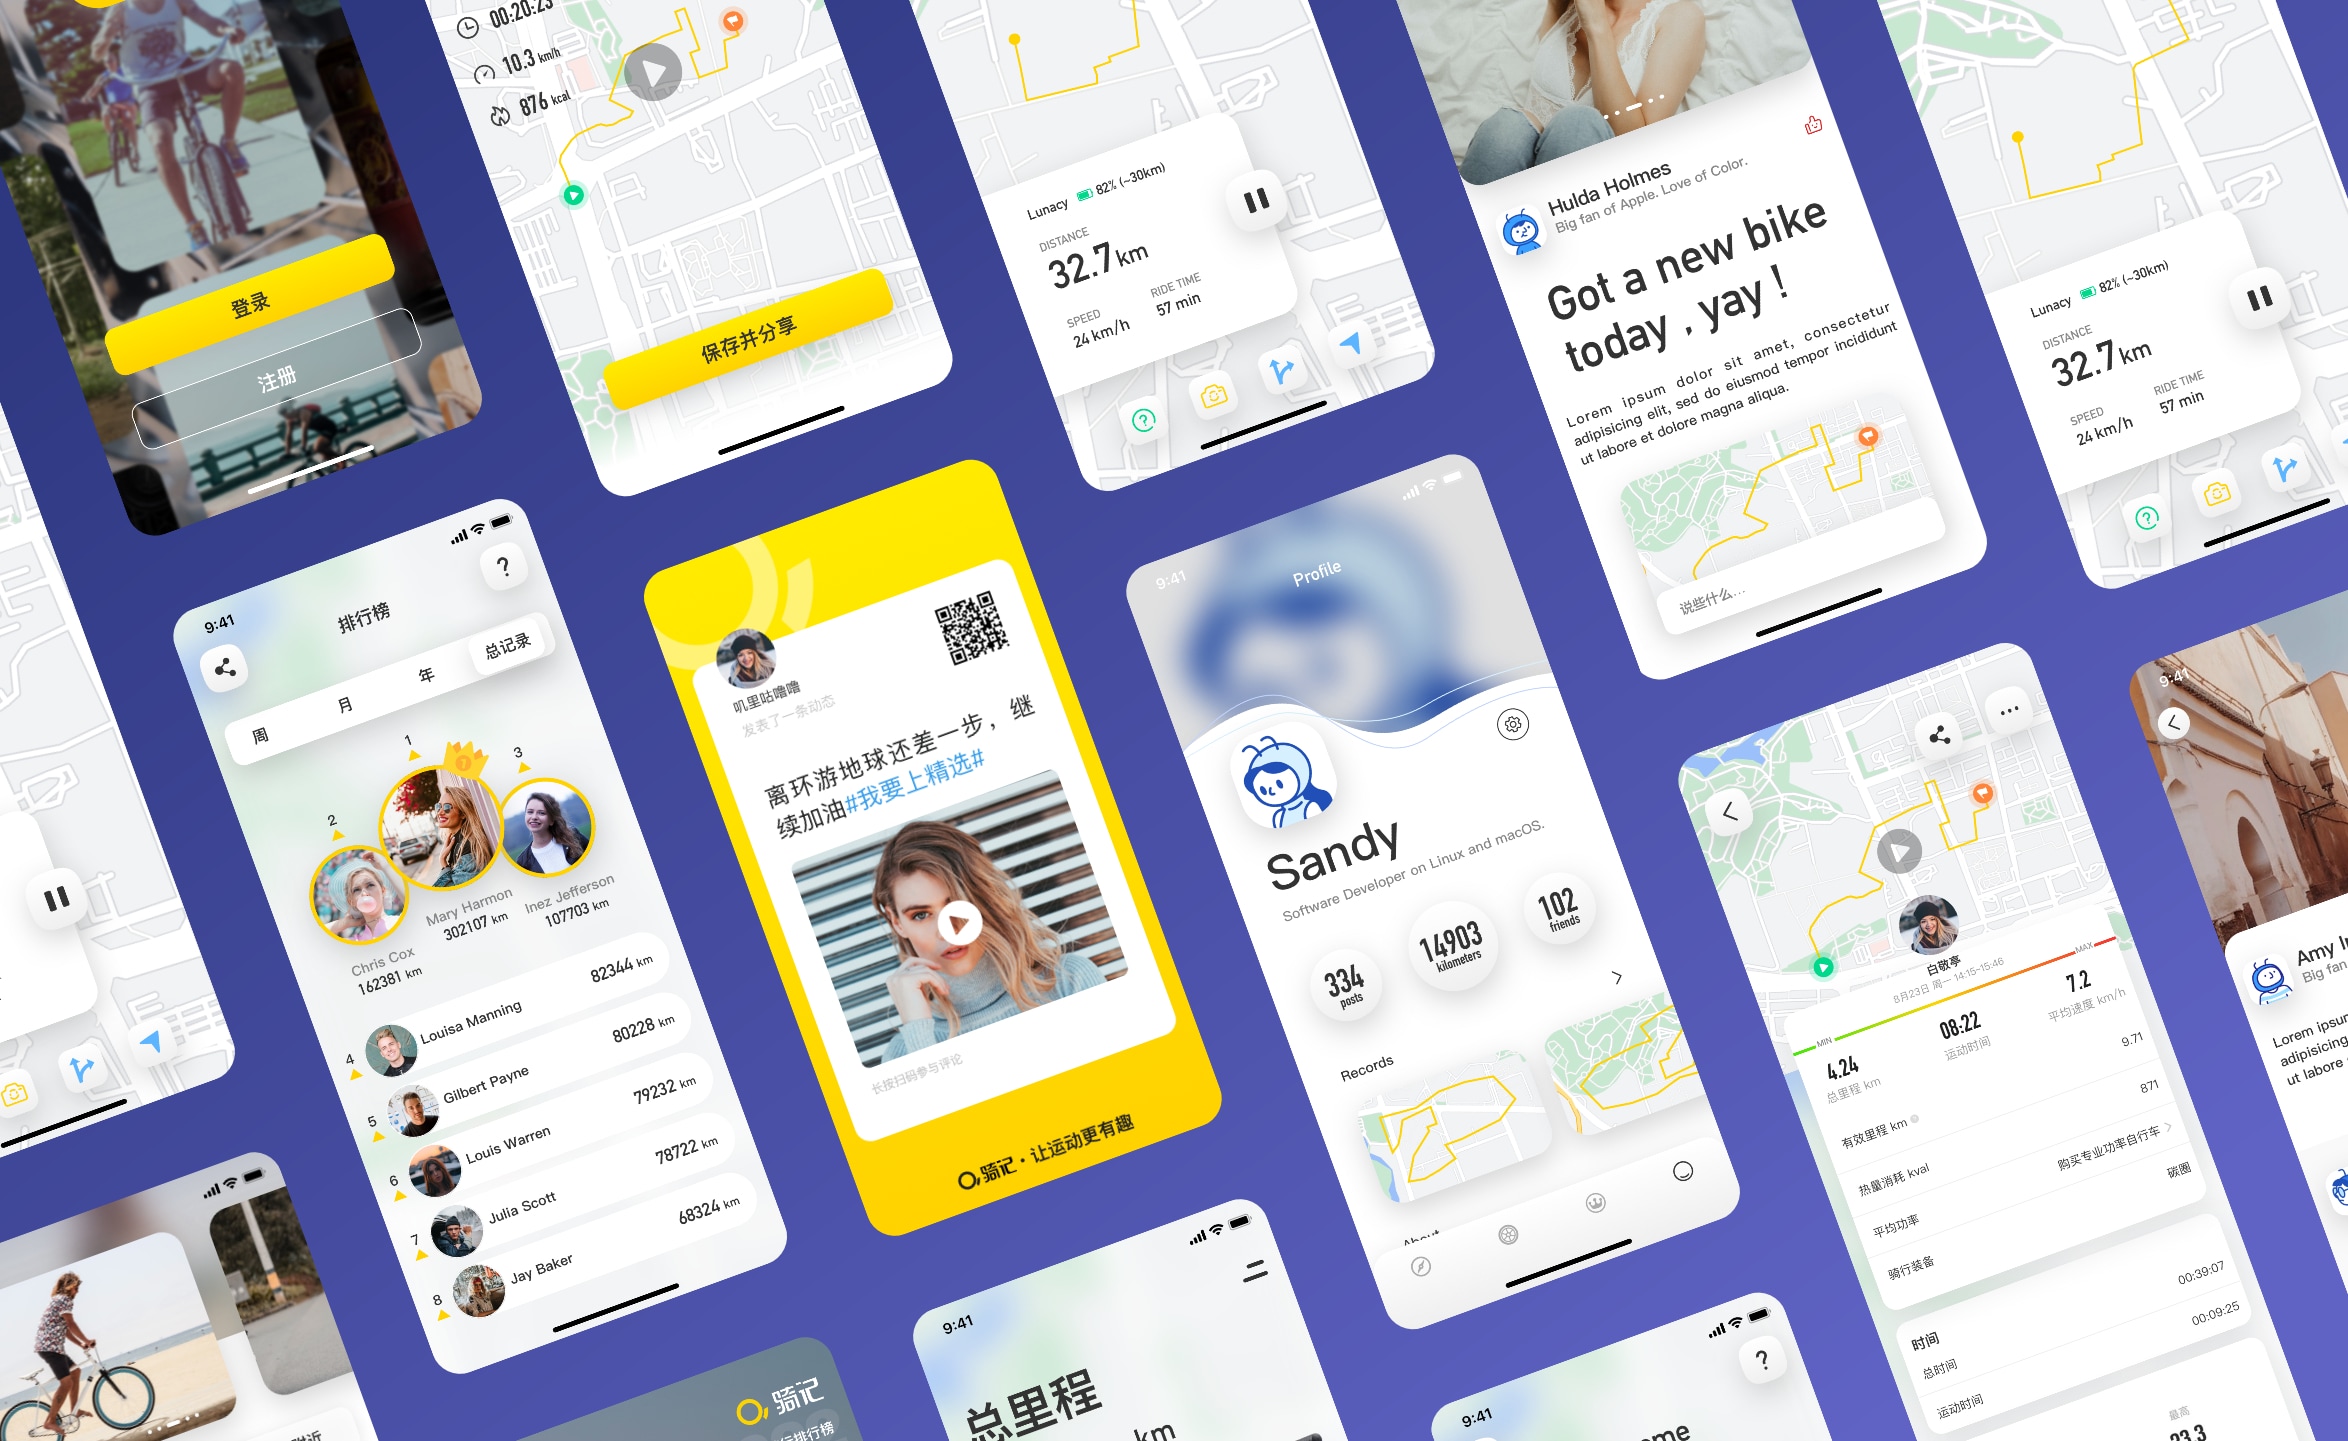 登录
注册
00:20:23
10.3 km/h
876 kcal
保存并分享
Lunacy 82% (~30km)
DISTANCE
32.7 km
SPEED
24 km/h
RIDE TIME
57 min
Hulda Holmes
Big fan of Apple. Love of Color.
Got a new bike
today , yay !
Lorem ipsum dolor sit amet, consectetur
adipisicing elit, sed do eiusmod tempor incididunt
ut labore et dolore magna aliqua.
说些什么...
Lunacy 82% (~30km)
DISTANCE
32.7 km
SPEED
24 km/h
RIDE TIME
57 min
9:41
排行榜
?
周
月
年
总记录
1
2
3
Mary Harmon
302107 km
Inez Jefferson
107703 km
Chris Cox
162381 km
4
Louisa Manning
82344 km
5
Gilbert Payne
80228 km
6
Louis Warren
79232 km
7
Julia Scott
78722 km
8
Jay Baker
68324 km
叽里咕噜噜
发表了一条动态
离环游地球还差一步，继
续加油#我要上精选#
长按扫码参与评论
骑记·让运动更有趣
9:41
Profile
Sandy
Software Developer on Linux and macOS.
334
posts
14903
kilometers
102
friends
Records
About
白敬亭
8月23日 周一 14:15-15:46
MIN
MAX
4.24
总里程 km
08:22
运动时间
7.2
平均速度 km/h
有效里程 km
9.71
热量消耗 kval
871
平均功率
购买专业功率自行车
骑行装备
碳圈
时间
总时间
00:39:07
运动时间
00:09:25
最高
23.3
9:41
Amy
Big fan
Lorem ipsum
adipisicing
ut labore
骑记
行排行榜
9:41
总里程
km
9:41
?
附近